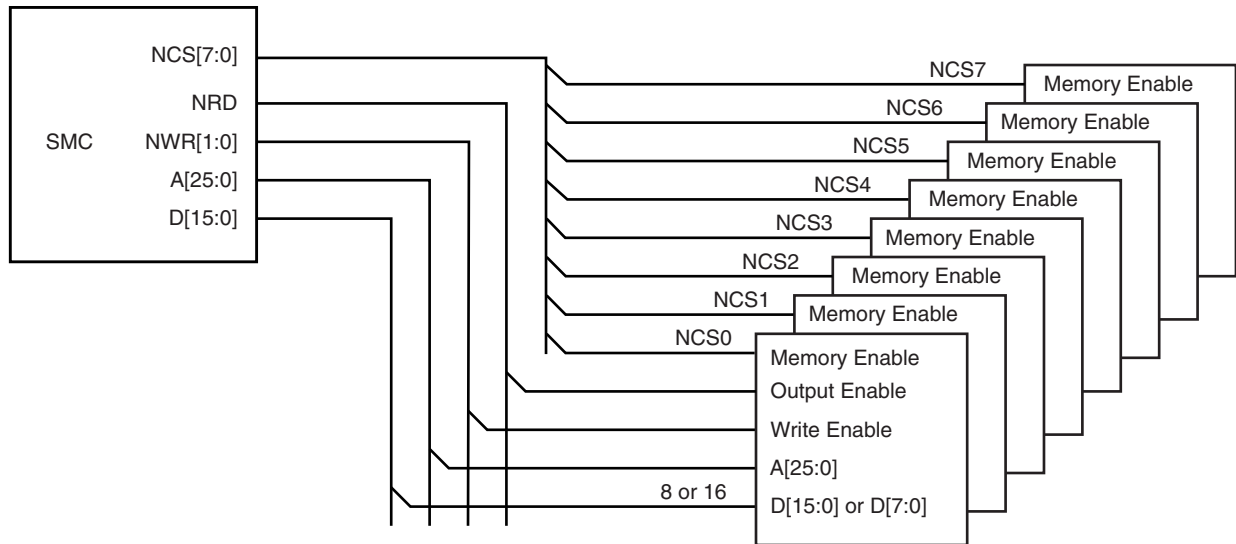 NCS[7:0]
NRD
SMC
NWR[1:0]
A[25:0]
D[15:0]
NCS7
Memory Enable
NCS6
Memory Enable
NCS5
Memory Enable
NCS4
Memory Enable
NCS3
Memory Enable
NCS2
Memory Enable
NCS1
Memory Enable
NCS0
Memory Enable
Output Enable
Write Enable
A[25:0]
8 or 16
D[15:0] or D[7:0]